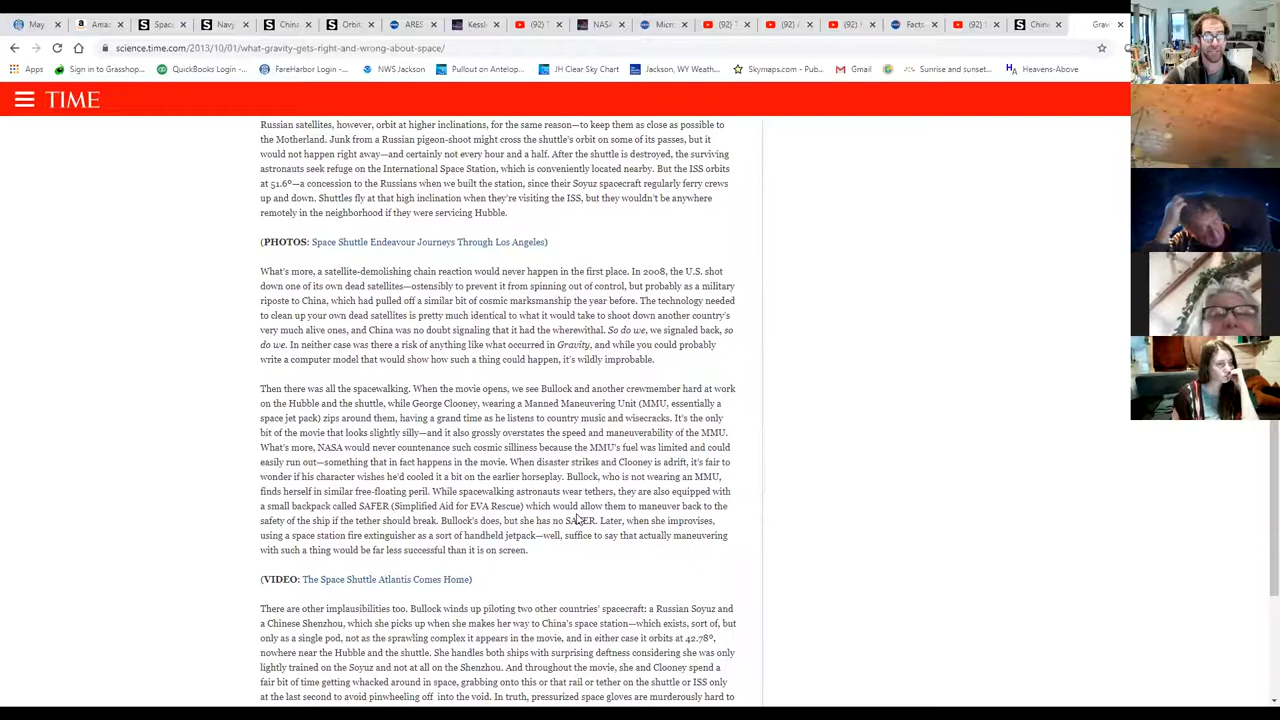 May
Amaz
Spac
Navy
China
Orbit
ARES
Kessl
(92) T
NASA
Micro
(92) T
(92) A
(92) H
Facts
(92) T
Chine
Gravi
science.time.com/2013/10/01/what-gravity-gets-right-and-wrong-about-space/
Apps
Sign in to Grasshop...
QuickBooks Login -...
FareHarbor Login -...
NWS Jackson
Pullout on Antelop...
JH Clear Sky Chart
Jackson, WY Weath...
Skymaps.com - Pub...
Gmail
Sunrise and sunset...
Heavens-Above
TIME
Russian satellites, however, orbit at higher inclinations, for the same reason—to keep them as close as possible to
the Motherland. Junk from a Russian pigeon-shoot might cross the shuttle's orbit on some of its passes, but it
would not happen right away—and certainly not every hour and a half. After the shuttle is destroyed, the surviving
astronauts seek refuge on the International Space Station, which is conveniently located nearby. But the ISS orbits
at 51.6º—a concession to the Russians when we built the station, since their Soyuz spacecraft regularly ferry crews
up and down. Shuttles fly at that high inclination when they're visiting the ISS, but they wouldn't be anywhere
remotely in the neighborhood if they were servicing Hubble.
(PHOTOS: Space Shuttle Endeavour Journeys Through Los Angeles)
What's more, a satellite-demolishing chain reaction would never happen in the first place. In 2008, the U.S. shot
down one of its own dead satellites—ostensibly to prevent it from spinning out of control, but probably as a military
riposte to China, which had pulled off a similar bit of cosmic marksmanship the year before. The technology needed
to clean up your own dead satellites is pretty much identical to what it would take to shoot down another country's
very much alive ones, and China was no doubt signaling that it had the wherewithal. So do we, we signaled back, so
do we. In neither case was there a risk of anything like what occurred in Gravity, and while you could probably
write a computer model that would show how such a thing could happen, it's wildly improbable.
Then there was all the spacewalking. When the movie opens, we see Bullock and another crewmember hard at work
on the Hubble and the shuttle, while George Clooney, wearing a Manned Maneuvering Unit (MMU, essentially a
space jet pack) zips around them, having a grand time as he listens to country music and wisecracks. It's the only
bit of the movie that looks slightly silly—and it also grossly overstates the speed and maneuverability of the MMU.
What's more, NASA would never countenance such cosmic silliness because the MMU's fuel was limited and could
easily run out—something that in fact happens in the movie. When disaster strikes and Clooney is adrift, it's fair to
wonder if his character wishes he'd cooled it a bit on the earlier horseplay. Bullock, who is not wearing an MMU,
finds herself in similar free-floating peril. While spacewalking astronauts wear tethers, they are also equipped with
a small backpack called SAFER (Simplified Aid for EVA Rescue) which would allow them to maneuver back to the
safety of the ship if the tether should break. Bullock's does, but she has no SAFER. Later, when she improvises,
using a space station fire extinguisher as a sort of handheld jetpack—well, suffice to say that actually maneuvering
with such a thing would be far less successful than it is on screen.
(VIDEO: The Space Shuttle Atlantis Comes Home)
There are other implausibilities too. Bullock winds up piloting two other countries' spacecraft: a Russian Soyuz and
a Chinese Shenzhou, which she picks up when she makes her way to China's space station—which exists, sort of, but
only as a single pod, not as the sprawling complex it appears in the movie, and in either case it orbits at 42.78º,
nowhere near the Hubble and the shuttle. She handles both ships with surprising deftness considering she was only
lightly trained on the Soyuz and not at all on the Shenzhou. And throughout the movie, she and Clooney spend a
fair bit of time getting whacked around in space, grabbing onto this or that rail or tether on the shuttle or ISS only
at the last second to avoid pinwheeling off into the void. In truth, pressurized space gloves are murderously hard to